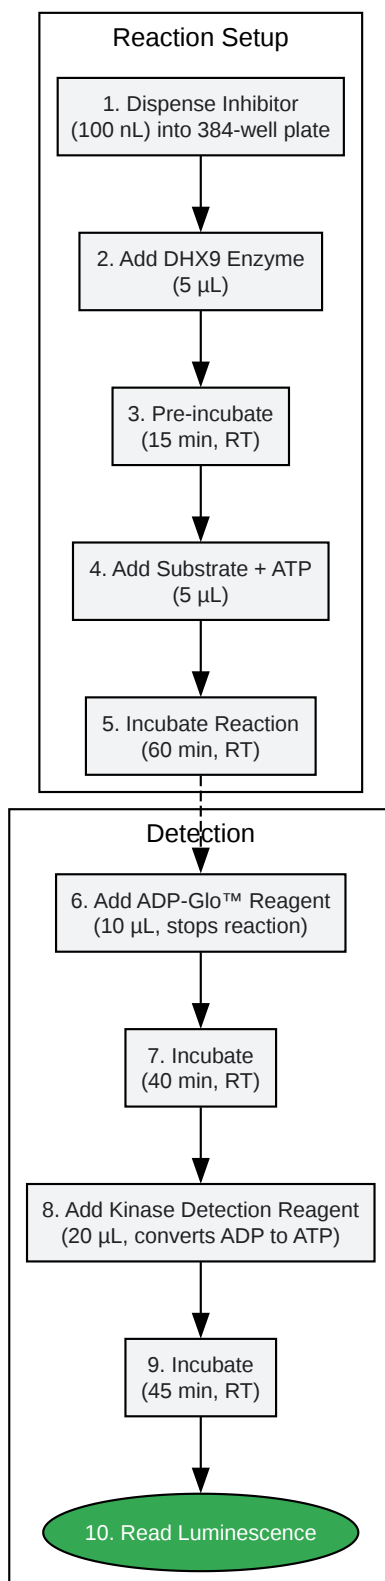 Reaction Setup
1. Dispense Inhibitor
(100 nL) into 384-well plate
2. Add DHX9 Enzyme
(5 µL)
3. Pre-incubate
(15 min, RT)
4. Add Substrate + ATP
(5 µL)
5. Incubate Reaction
(60 min, RT)
Detection
6. Add ADP-Glo™ Reagent
(10 µL, stops reaction)
7. Incubate
(40 min, RT)
8. Add Kinase Detection Reagent
(20 µL, converts ADP to ATP)
9. Incubate
(45 min, RT)
10. Read Luminescence